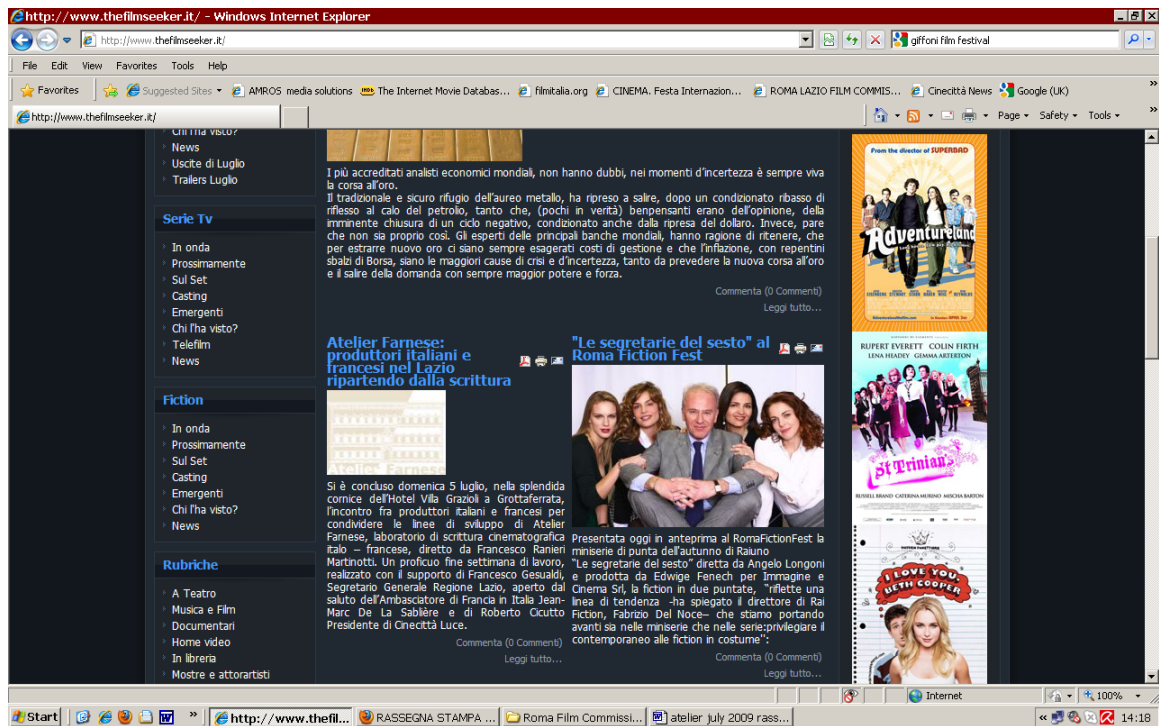 http://www.thefilmseeker.it/ - Windows Internet Explorer
http://www.thefilmseeker.it/
giffoni film festival
File Edit View Favorites Tools Help
Favorites
Suggested Sites
AMROS media solutions
The Internet Movie Databas...
filmitalia.org
CINEMA. Festa Internazion...
ROMA LAZIO FILM COMMIS...
Cinecittà News
Google (UK)
http://www.thefilmseeker.it/
Page Safety Tools
Chi l'ha visto?
News
Uscite di Luglio
Trailers Luglio
Serie Tv
In onda
Prossimamente
Sul Set
Casting
Emergenti
Chi l'ha visto?
Telefilm
News
Fiction
In onda
Prossimamente
Sul Set
Casting
Emergenti
Chi l'ha visto?
News
Rubriche
A Teatro
Musica e Film
Documentari
Home video
In libreria
Mostre e attorartisti
I più accreditati analisti economici mondiali, non hanno dubbi, nei momenti d'incertezza è sempre viva
la corsa all'oro.
Il tradizionale e sicuro rifugio dell'aureo metallo, ha ripreso a salire, dopo un condizionato ribasso di
riflesso al calo del petrolio, tanto che, (pochi in verità) benpensanti erano dell'opinione, della
imminente chiusura di un ciclo negativo, condizionato anche dalla ripresa del dollaro. Invece, pare
che non sia proprio così. Gli esperti delle principali banche mondiali, hanno ragione di ritenere, che
per estrarre nuovo oro ci siano sempre esagerati costi di gestione e che l'inflazione, con repentini
sbalzi di Borsa, siano le maggiori cause di crisi e d'incertezza, tanto da prevedere la nuova corsa all'oro
e il salire della domanda con sempre maggior potere e forza.
Commenta (0 Commenti)
Leggi tutto...
Atelier Farnese:
produttori italiani e
francesi nel Lazio
ripartendo dalla scrittura
Atelier Farnese
Si è concluso domenica 5 luglio, nella splendida
cornice dell'Hotel Villa Grazioli a Grottaferrata,
l'incontro fra produttori italiani e francesi per
condividere le linee di sviluppo di Atelier
Farnese, laboratorio di scrittura cinematografica
italo – francese, diretto da Francesco Ranieri
Martinotti. Un proficuo fine settimana di lavoro,
realizzato con il supporto di Francesco Gesualdi,
Segretario Generale Regione Lazio, aperto dal
saluto dell'Ambasciatore di Francia in Italia Jean-
Marc De La Sablière e di Roberto Cicutto
Presidente di Cinecittà Luce.
Commenta (0 Commenti)
Leggi tutto...
"Le segretarie del sesto" al
Roma Fiction Fest
Presentata oggi in anteprima al RomaFictionFest la
miniserie di punta dell'autunno di Raiuno
"Le segretarie del sesto" diretta da Angelo Longoni
e prodotta da Edwige Fenech per Immagine e
Cinema Srl, la fiction in due puntate, "riflette una
linea di tendenza -ha spiegato il direttore di Rai
Fiction, Fabrizio Del Noce– che stiamo portando
avanti sia nelle miniserie che nelle serie:privilegiare il
contemporaneo alle fiction in costume":
Commenta (0 Commenti)
Leggi tutto...
From the director of SUPERBAD
Adventureland
RUPERT EVERETT COLIN FIRTH
LENA HEADEY GEMMA ARTERTON
St Trinian's
RUSSELL BRAND CATERINA MURINO MISCHA BARTON
HAYDEN PANETTIERE
I LOVE YOU,
BETH COOPER
Internet
100%
Start
http://www.thefil...
RASSEGNA STAMPA ...
Roma Film Commissi...
atelier july 2009 rass...
14:18